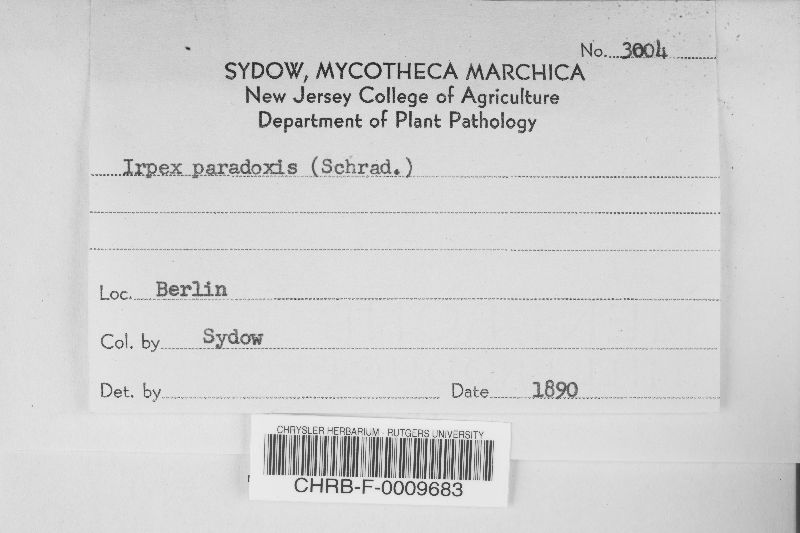 No. 3004
SYDOW, MYCOTHECA MARCHICA
New Jersey College of Agriculture
Department of Plant Pathology
Irpex paradoxis (Schrad.)
Loc. Berlin
Col. by Sydow
Det. by Date 1890
CHRYSLER HERBARIUM - RUTGERS UNIVERSITY
CHRB-F-0009683